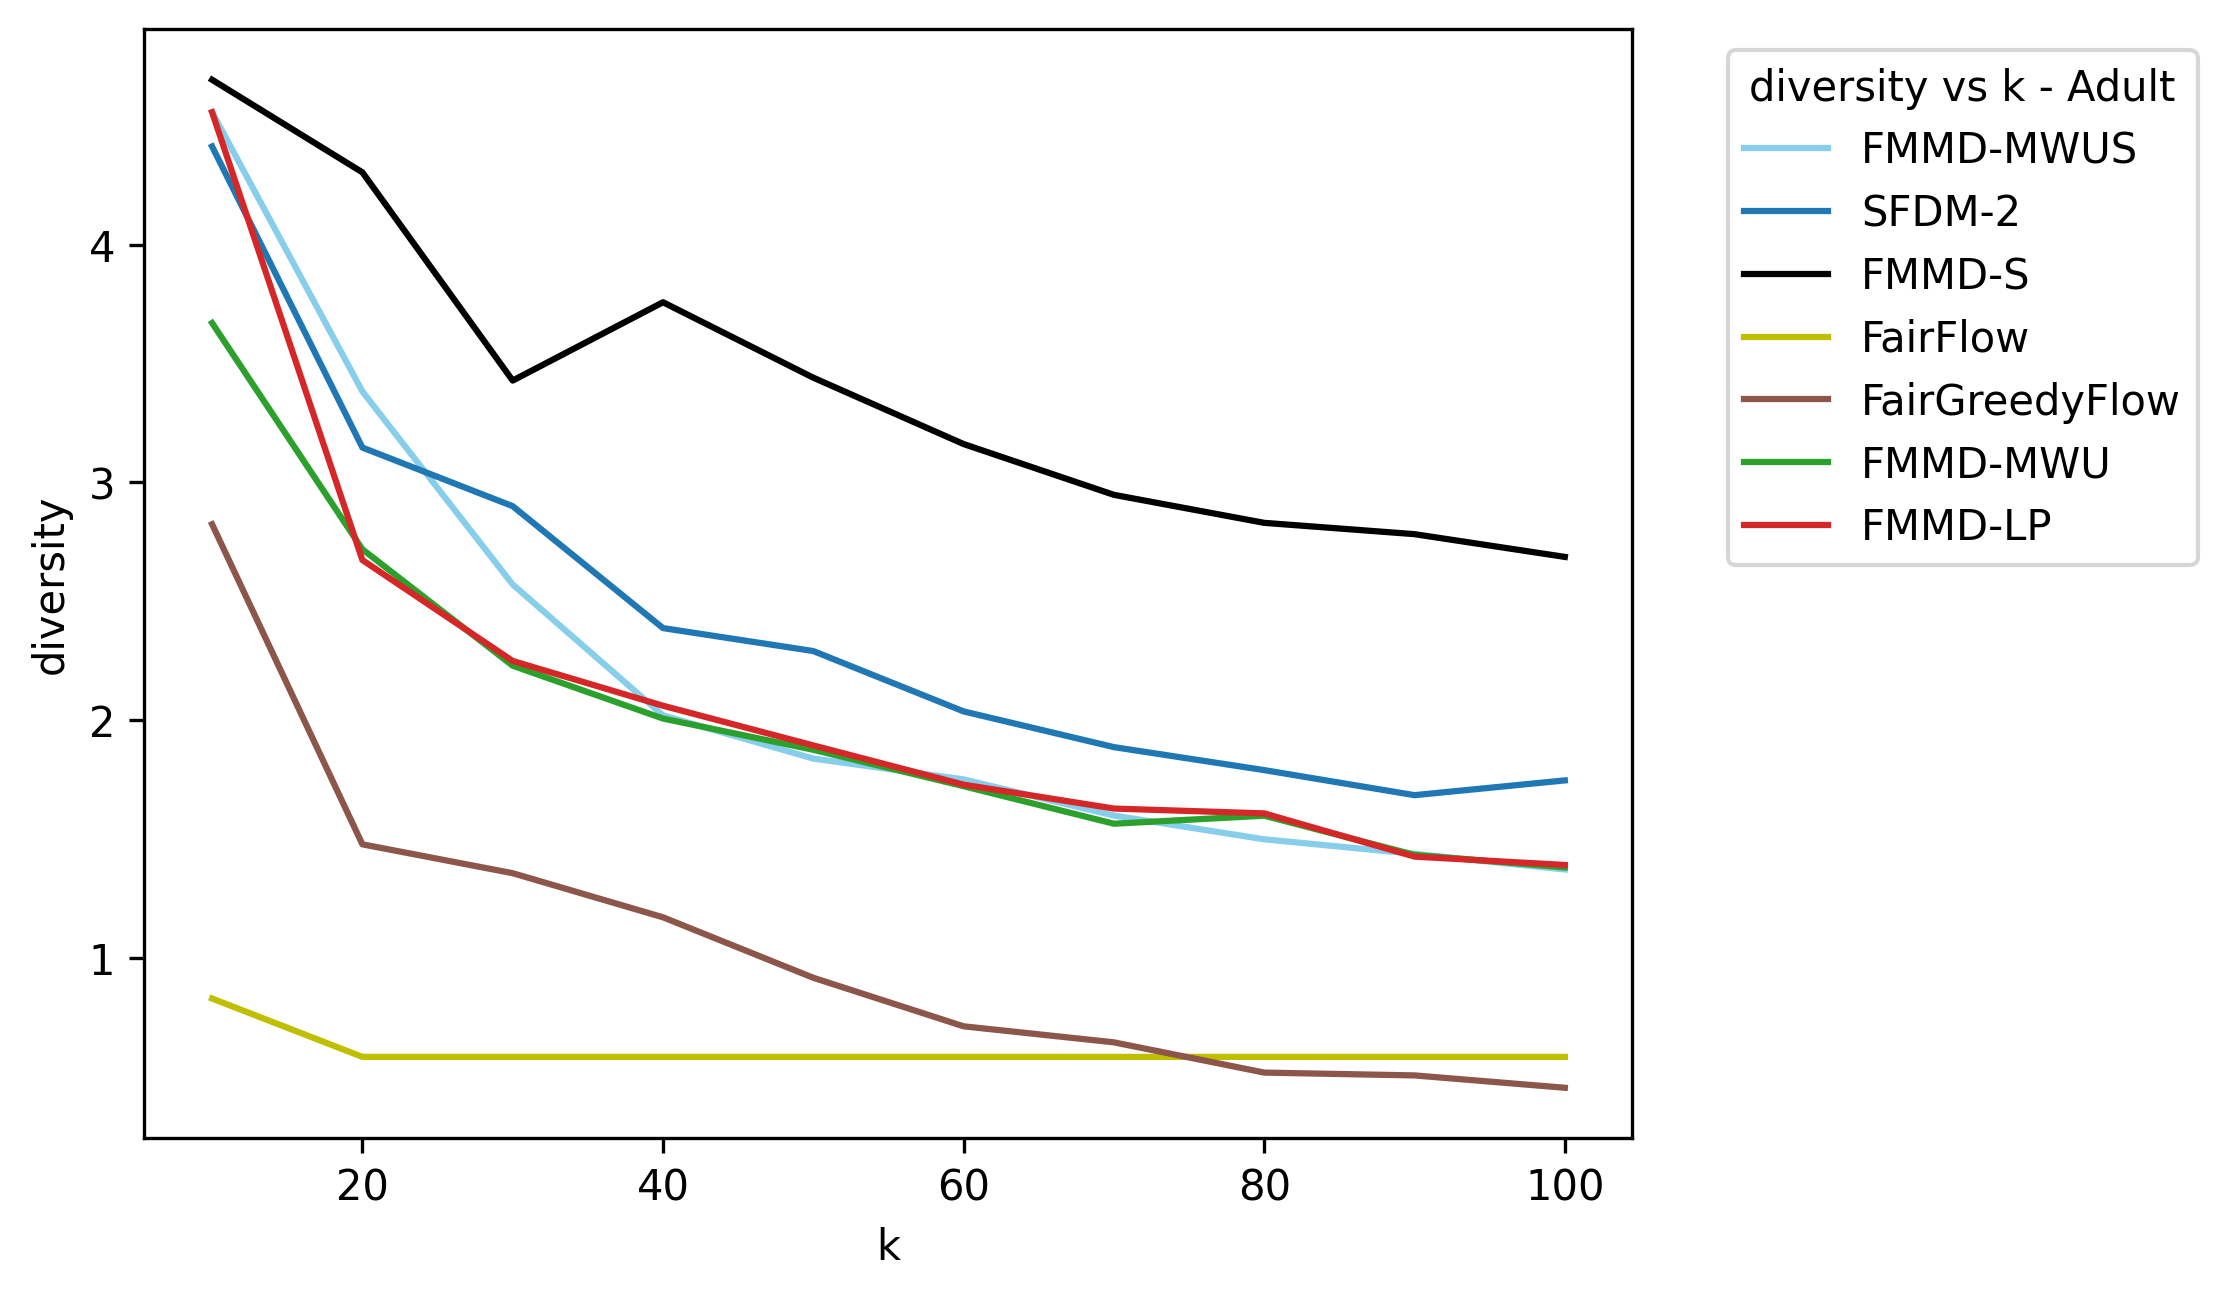 4
3
2
1
diversity
20 40 60 80 100
k
diversity vs k - Adult
FMMD-MWUS
SFDM-2
FMMD-S
FairFlow
FairGreedyFlow
FMMD-MWU
FMMD-LP